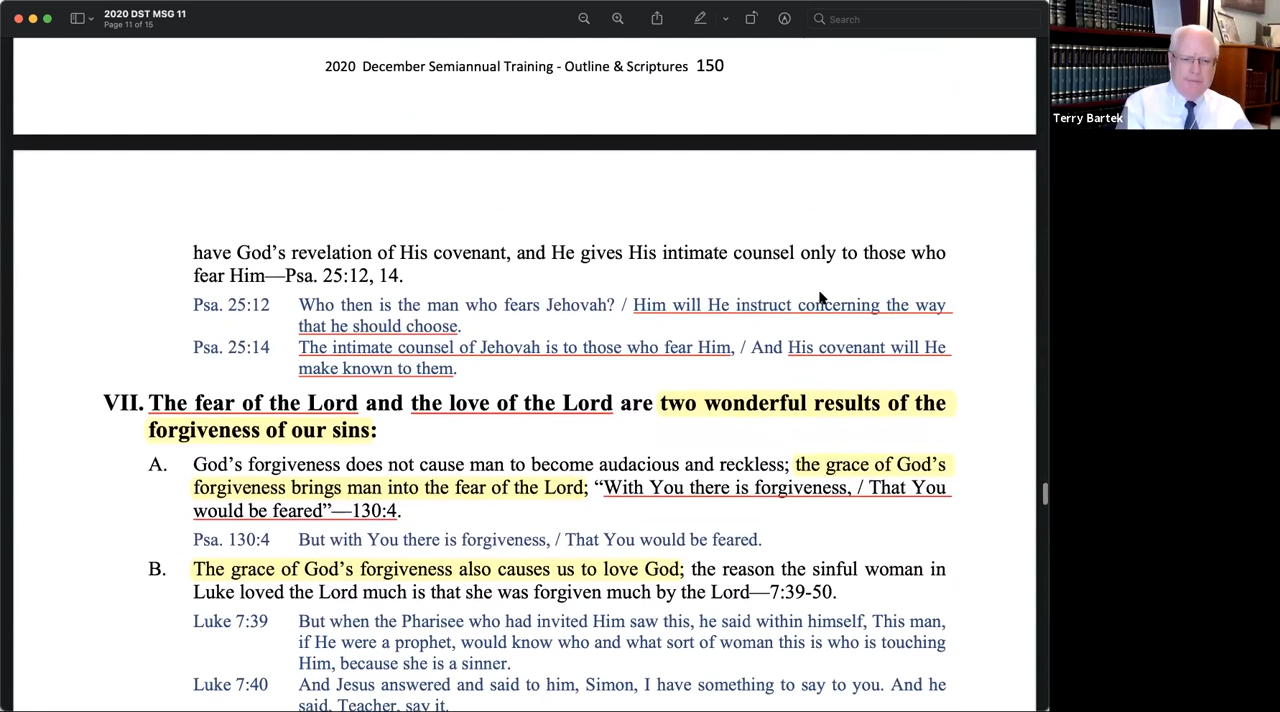 2020 DST MSG 11
Page 11 of 15
Search
Terry Bartek
2020 December Semiannual Training - Outline & Scriptures 150
have God's revelation of His covenant, and He gives His intimate counsel only to those who
fear Him—Psa. 25:12, 14.
Psa. 25:12 Who then is the man who fears Jehovah? / Him will He instruct concerning the way
that he should choose.
Psa. 25:14 The intimate counsel of Jehovah is to those who fear Him, / And His covenant will He
make known to them.
VII. The fear of the Lord and the love of the Lord are two wonderful results of the
forgiveness of our sins:
A. God's forgiveness does not cause man to become audacious and reckless; the grace of God's
forgiveness brings man into the fear of the Lord; “With You there is forgiveness, / That You
would be feared”—130:4.
Psa. 130:4 But with You there is forgiveness, / That You would be feared.
B. The grace of God's forgiveness also causes us to love God; the reason the sinful woman in
Luke loved the Lord much is that she was forgiven much by the Lord—7:39-50.
Luke 7:39 But when the Pharisee who had invited Him saw this, he said within himself, This man,
if He were a prophet, would know who and what sort of woman this is who is touching
Him, because she is a sinner.
Luke 7:40 And Jesus answered and said to him, Simon, I have something to say to you. And he
said, Teacher, say it.